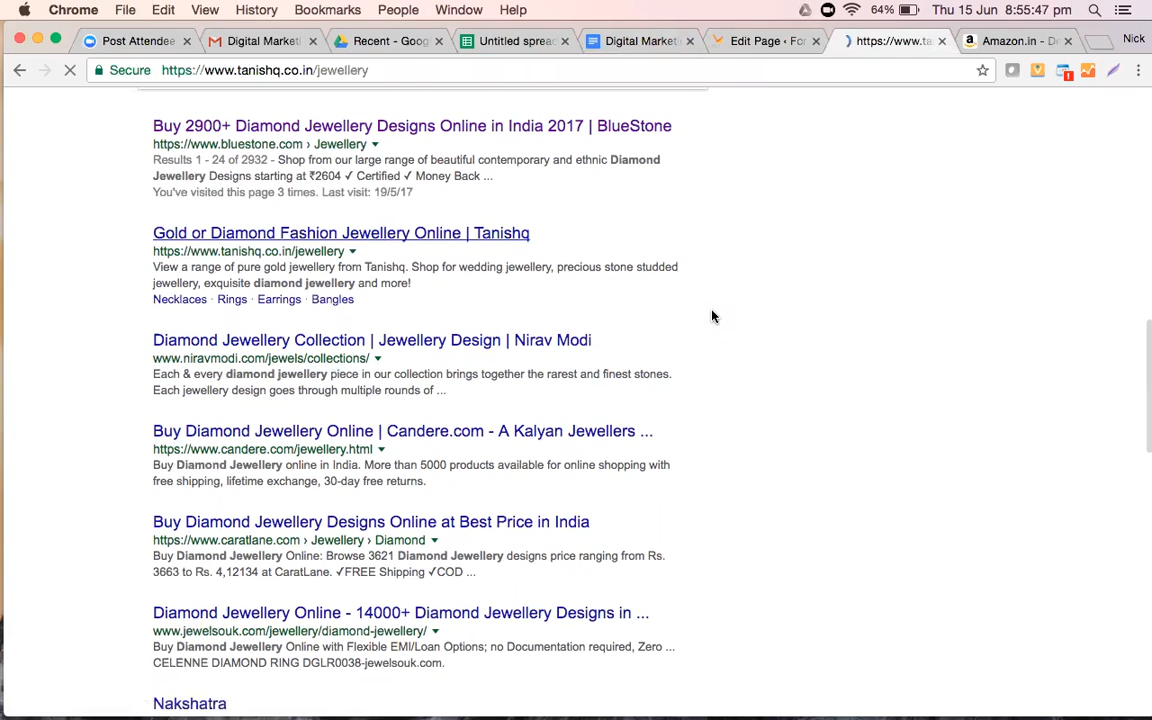 Chrome File Edit View History Bookmarks People Window Help 64% Thu 15 Jun 8:55:47 pm
Post Attendee Digital Market Recent - Goog Untitled sprea Digital Market Edit Page ‹ For https://www.ta Amazon.in - De Nick
Secure https://www.tanishq.co.in/jewellery
Buy 2900+ Diamond Jewellery Designs Online in India 2017 | BlueStone
https://www.bluestone.com › Jewellery
Results 1 - 24 of 2932 - Shop from our large range of beautiful contemporary and ethnic Diamond
Jewellery Designs starting at ₹2604 ✓ Certified ✓ Money Back ...
You've visited this page 3 times. Last visit: 19/5/17
Gold or Diamond Fashion Jewellery Online | Tanishq
https://www.tanishq.co.in/jewellery
View a range of pure gold jewellery from Tanishq. Shop for wedding jewellery, precious stone studded
jewellery, exquisite diamond jewellery and more!
Necklaces · Rings · Earrings · Bangles
Diamond Jewellery Collection | Jewellery Design | Nirav Modi
www.niravmodi.com/jewels/collections/
Each & every diamond jewellery piece in our collection brings together the rarest and finest stones.
Each jewellery design goes through multiple rounds of ...
Buy Diamond Jewellery Online | Candere.com - A Kalyan Jewellers ...
https://www.candere.com/jewellery.html
Buy Diamond Jewellery online in India. More than 5000 products available for online shopping with
free shipping, lifetime exchange, 30-day free returns.
Buy Diamond Jewellery Designs Online at Best Price in India
https://www.caratlane.com › Jewellery › Diamond
Buy Diamond Jewellery Online: Browse 3621 Diamond Jewellery designs price ranging from Rs.
3663 to Rs. 4,12134 at CaratLane. ✓FREE Shipping ✓COD ...
Diamond Jewellery Online - 14000+ Diamond Jewellery Designs in ...
www.jewelsouk.com/jewellery/diamond-jewellery/
Buy Diamond Jewellery Online with Flexible EMI/Loan Options; no Documentation required, Zero ...
CELENNE DIAMOND RING DGLR0038-jewelsouk.com.
Nakshatra